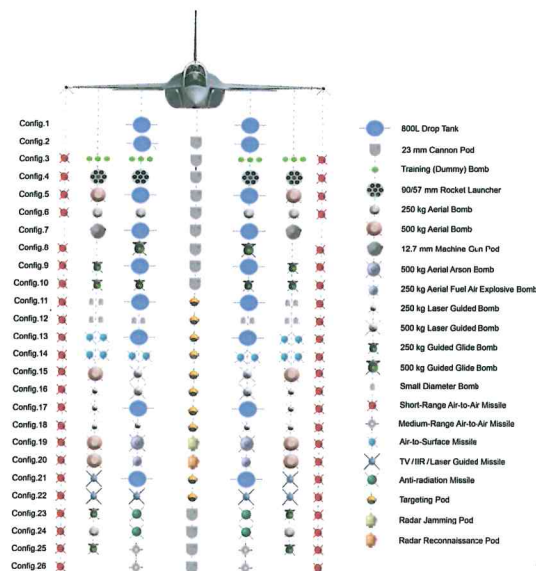 Config.1
Config.2
Config.3
Config.4
Config.5
Config.6
Config.7
Config.8
Config.9
Config.10
Config.11
Config.12
Config.13
Config.14
Config.15
Config.16
Config.17
Config.18
Config.19
Config.20
Config.21
Config.22
Config.23
Config.24
Config.25
Config.26
800L Drop Tank
23 mm Cannon Pod
Training (Dummy) Bomb
90/57 mm Rocket Launcher
250 kg Aerial Bomb
500 kg Aerial Bomb
12.7 mm Machine Gun Pod
500 kg Aerial Arson Bomb
250 kg Aerial Fuel Air Explosive Bomb
250 kg Laser Guided Bomb
500 kg Laser Guided Bomb
250 kg Guided Glide Bomb
500 kg Guided Glide Bomb
Small Diameter Bomb
Short-Range Air-to-Air Missile
Medium-Range Air-to-Air Missile
Air-to-Surface Missile
TV/IIR/Laser Guided Missile
Anti-radiation Missile
Targeting Pod
Radar Jamming Pod
Radar Reconnaissance Pod